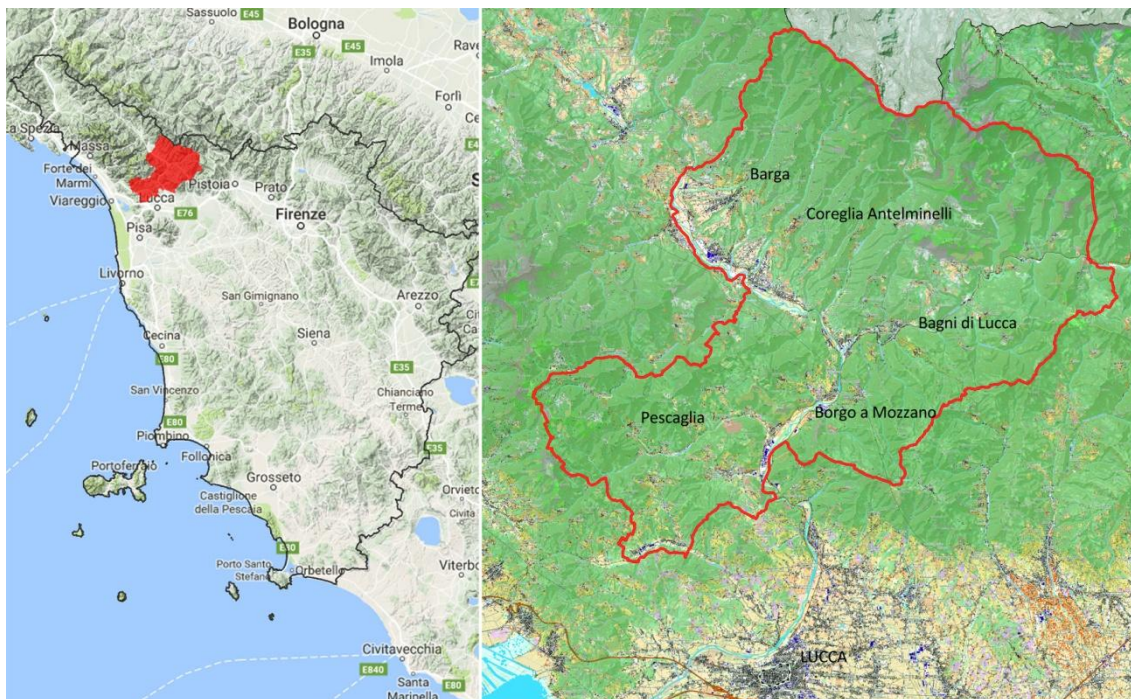 Sassuolo
E45
Bologna
E35
E45
Imola
Rave
Forlì
Ce
La Spezia
Massa
Forte dei
Marmi
Viareggio
Pistoia
Prato
Lucca
E76
Firenze
Pisa
Livorno
San Gimignano
Arezzo
Siena
Cecina
E80
E35
San Vincenzo
Chianciano
Terme
E80
Piombino
Follonica
E35
Portoferraio
Grosseto
Castiglione
della Pescaia
Orvieto
Civita
E80
Porto Santo
Stefano
Orbetello
Viterbo
Civitavecchia
E840
Santa
Marinella
E80
Barga
Coreglia Antelminelli
Bagni di Lucca
Pescaglia
Borgo a Mozzano
LUCCA